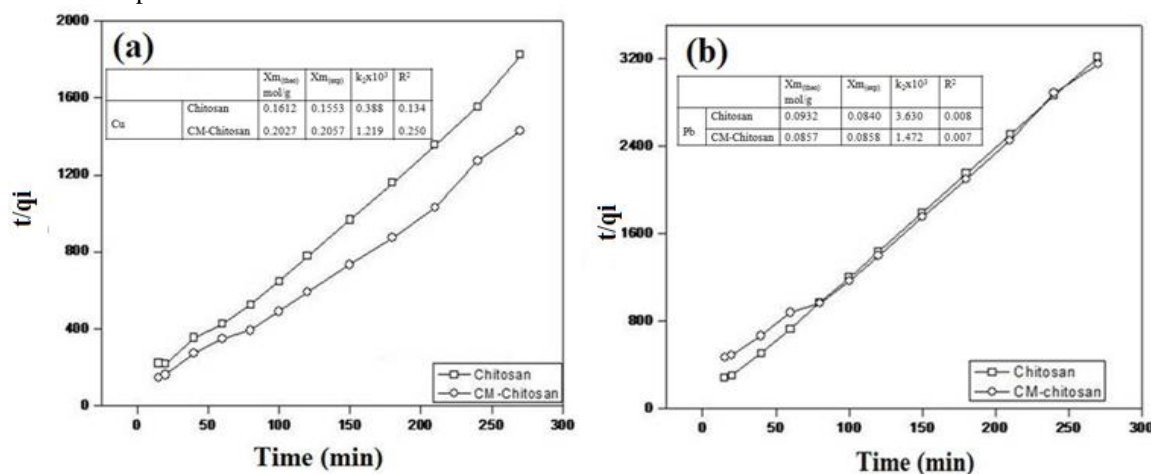 (a)
2000
1600
1200
800
400
0
t/qi
Xm(theo) mol/g Xm(exp) k₂x10³ R²
Cu
Chitosan 0.1612 0.1553 0.388 0.134
CM-Chitosan 0.2027 0.2057 1.219 0.250
Chitosan
CM-Chitosan
0 50 100 150 200 250 300
Time (min)
(b)
3200
2400
1600
800
0
t/qi
Xm(theo) mol/g Xm(exp) k₂x10³ R²
Pb
Chitosan 0.0932 0.0840 3.630 0.008
CM-Chitosan 0.0857 0.0858 1.472 0.007
Chitosan
CM-chitosan
0 50 100 150 200 250 300
Time (min)